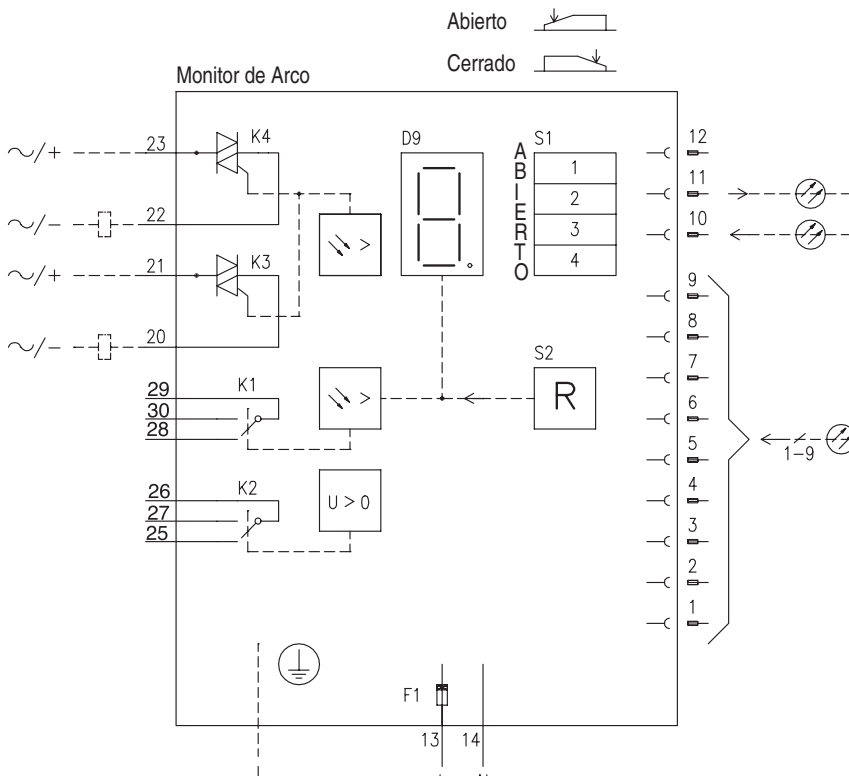 Abierto
Cerrado
Monitor de Arco
23
K4
D9
ABIERTO
S1
1
2
3
4
12
11
10
~/+
~/−
22
~/+
21
K3
~/−
20
9
8
7
6
5
4
3
2
1
1−9
29
30
28
K1
>
>
S2
R
26
27
25
K2
U > 0
F1
13
14